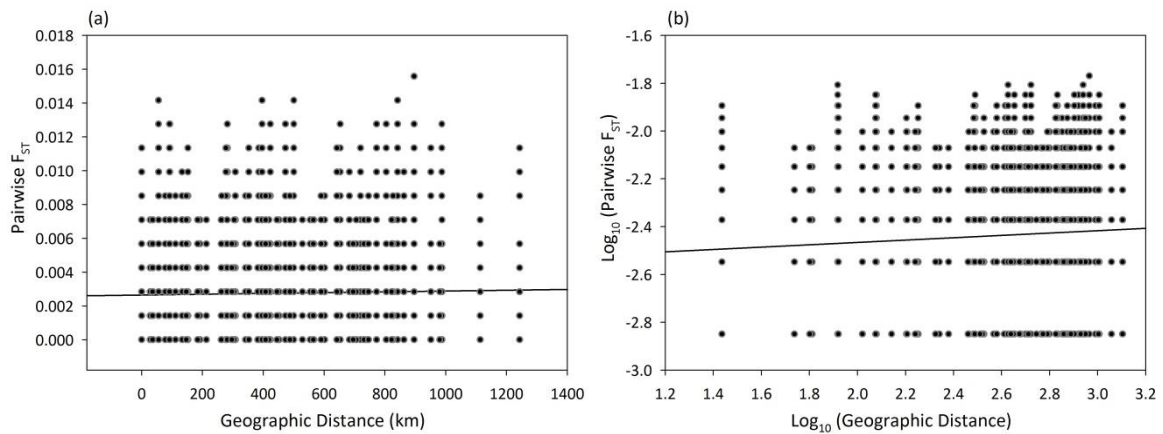 (a)
0.018
0.016
0.014
0.012
0.010
0.008
0.006
0.004
0.002
0.000
Pairwise F_ST
0 200 400 600 800 1000 1200 1400
Geographic Distance (km)
(b)
-1.6
-1.8
-2.0
-2.2
-2.4
-2.6
-2.8
-3.0
Log₁₀ (Pairwise F_ST)
1.2 1.4 1.6 1.8 2.0 2.2 2.4 2.6 2.8 3.0 3.2
Log₁₀ (Geographic Distance)